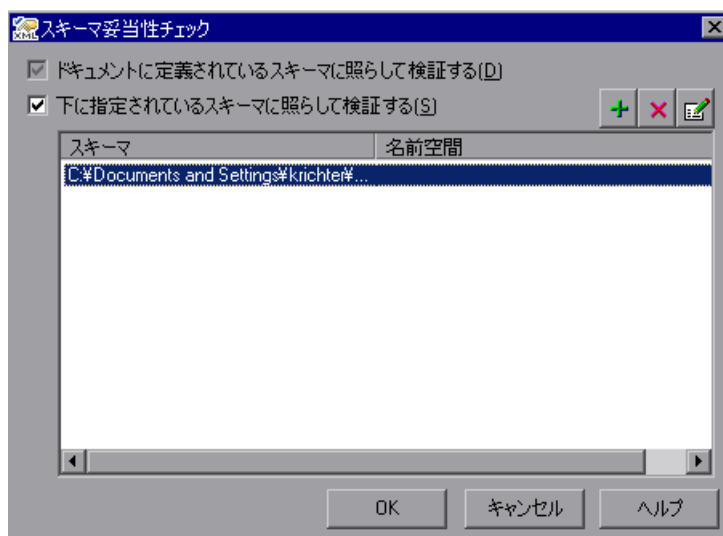 XML スキーマ妥当性チェック
ドキュメントに定義されているスキーマに照らして検証する(D)
下に指定されているスキーマに照らして検証する(S)
スキーマ 名前空間
C:¥Documents and Settings¥krichter¥...
OK キャンセル ヘルプ